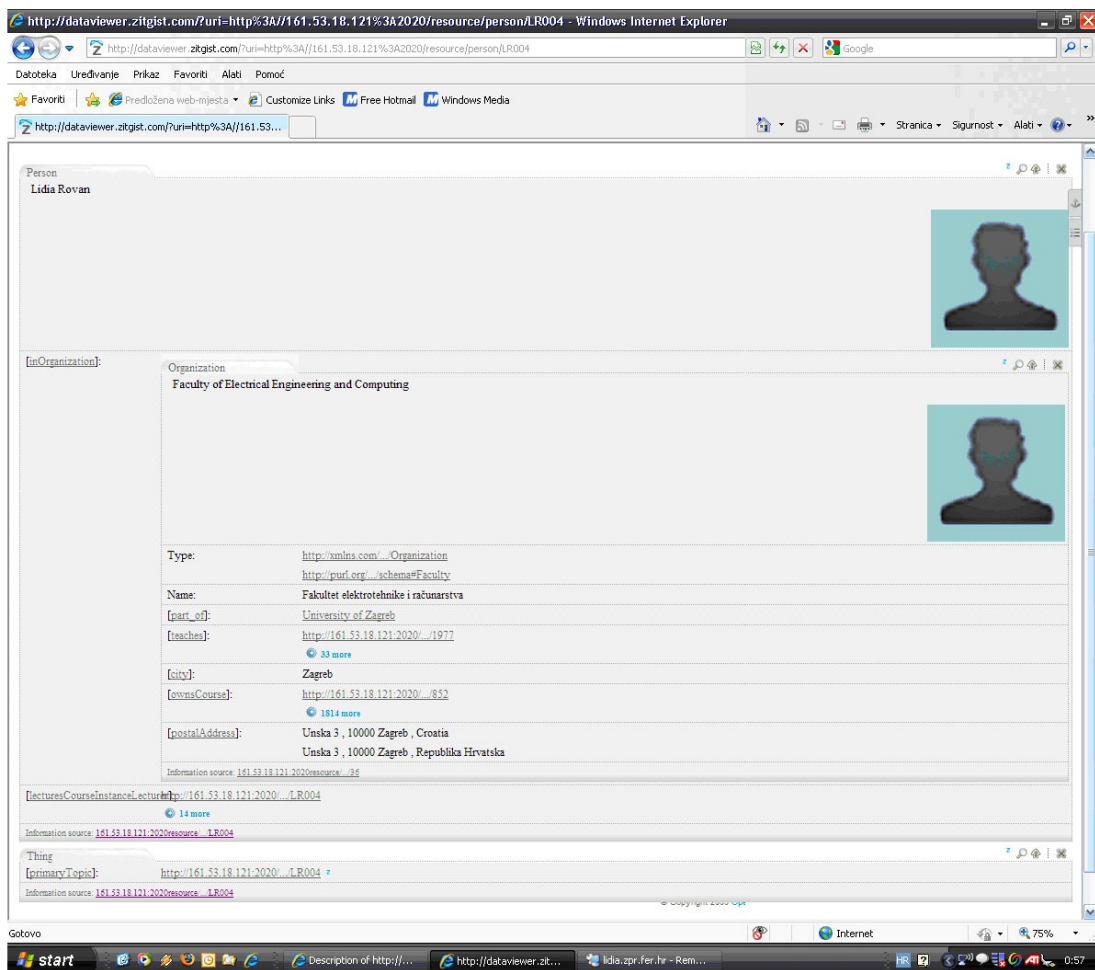 http://dataviewer.zitgist.com/?uri=http%3A//161.53.18.121%3A2020/resource/person/LR004 - Windows Internet Explorer
http://dataviewer.zitgist.com/?uri=http%3A//161.53.18.121%3A2020/resource/person/LR004
Google
Datoteka Uređivanje Prikaz Favoriti Alati Pomoć
Favoriti Predložena web-mjesta Customize Links Free Hotmail Windows Media
http://dataviewer.zitgist.com/?uri=http%3A//161.53... Stranica Sigurnost Alati
Person
Lidia Rovan
[inOrganization]:
Organization
Faculty of Electrical Engineering and Computing
Type: http://xmlns.com/.../Organization
http://purl.org/.../schema#Faculty
Name: Fakultet elektrotehnike i računarstva
[part_of]: University of Zagreb
[teaches]: http://161.53.18.121:2020/.../1977
33 more
[city]: Zagreb
[ownsCourse]: http://161.53.18.121:2020/.../852
1814 more
[postalAddress]: Unska 3 , 10000 Zagreb , Croatia
Unska 3 , 10000 Zagreb , Republika Hrvatska
Information source: 161.53.18.121:2020resource/.../36
http://161.53.18.121:2020/.../LR004
14 more
Information source: 161.53.18.121:2020resource/.../LR004
Thing
[primaryTopic]: http://161.53.18.121:2020/.../LR004
Information source: 161.53.18.121:2020resource/.../LR004
Gotovo Internet 75%
start Description of http://... http://dataviewer.zit... lidia.zpr.fer.hr - Rem... HR 0:57